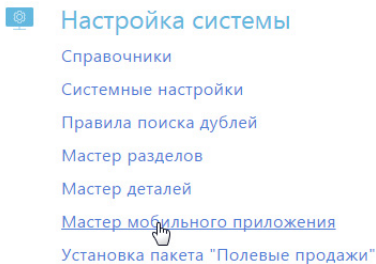 Настройка системы
Справочники
Системные настройки
Правила поиска дублей
Мастер разделов
Мастер деталей
Мастер мобильного приложения
Установка пакета "Полевые продажи"